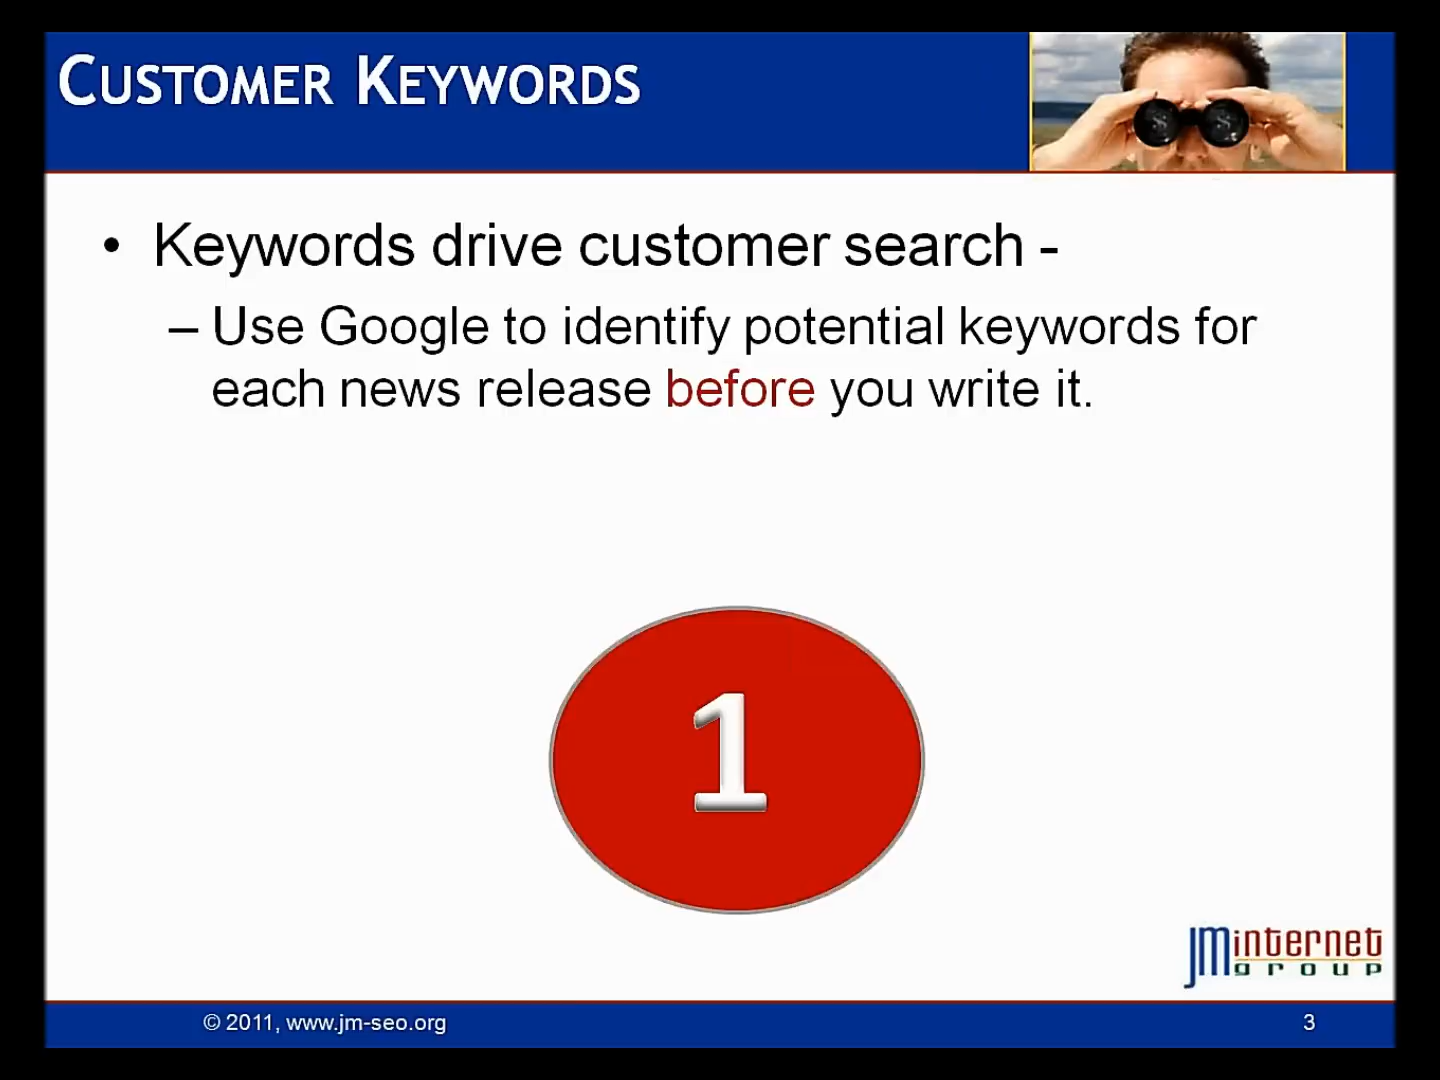 CUSTOMER KEYWORDS
• Keywords drive customer search -
– Use Google to identify potential keywords for
each news release before you write it.
1
JMinternet
group
© 2011, www.jm-seo.org
3